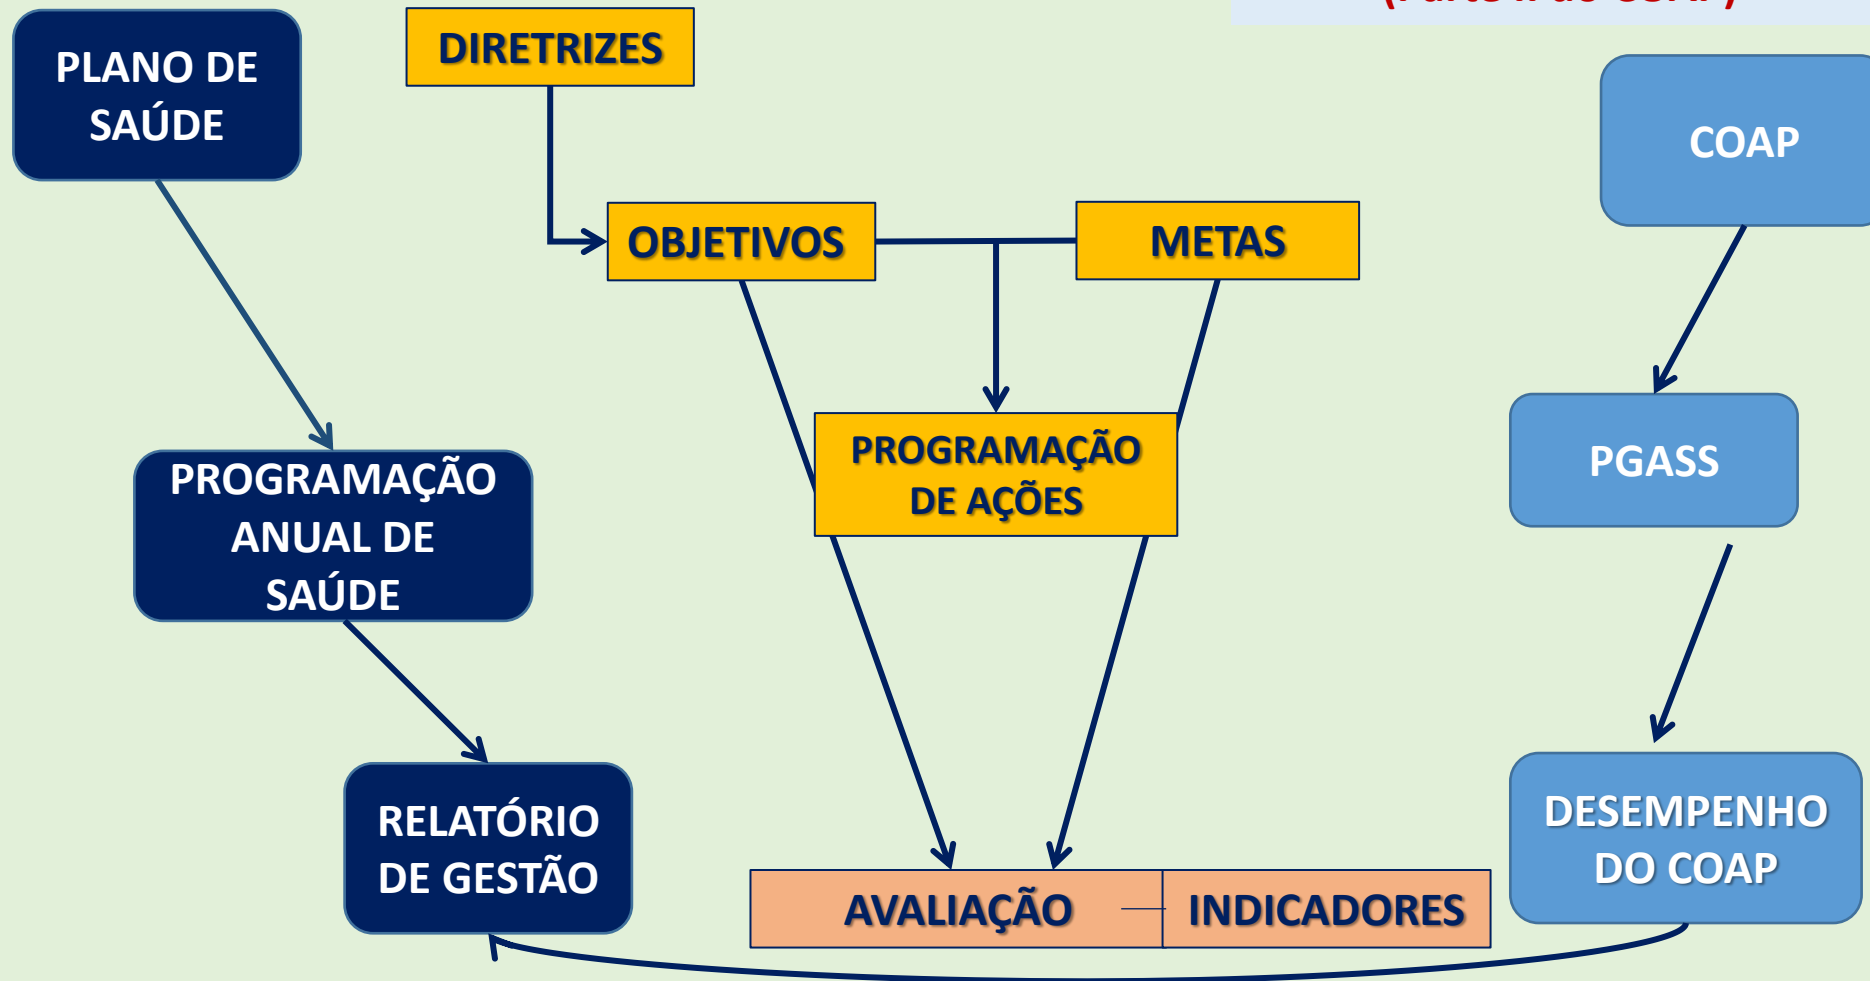 PLANO DE
SAÚDE
DIRETRIZES
COAP
OBJETIVOS
METAS
PROGRAMAÇÃO
DE AÇÕES
PROGRAMAÇÃO
ANUAL DE
SAÚDE
PGASS
RELATÓRIO
DE GESTÃO
AVALIAÇÃO
INDICADORES
DESEMPENHO
DO COAP